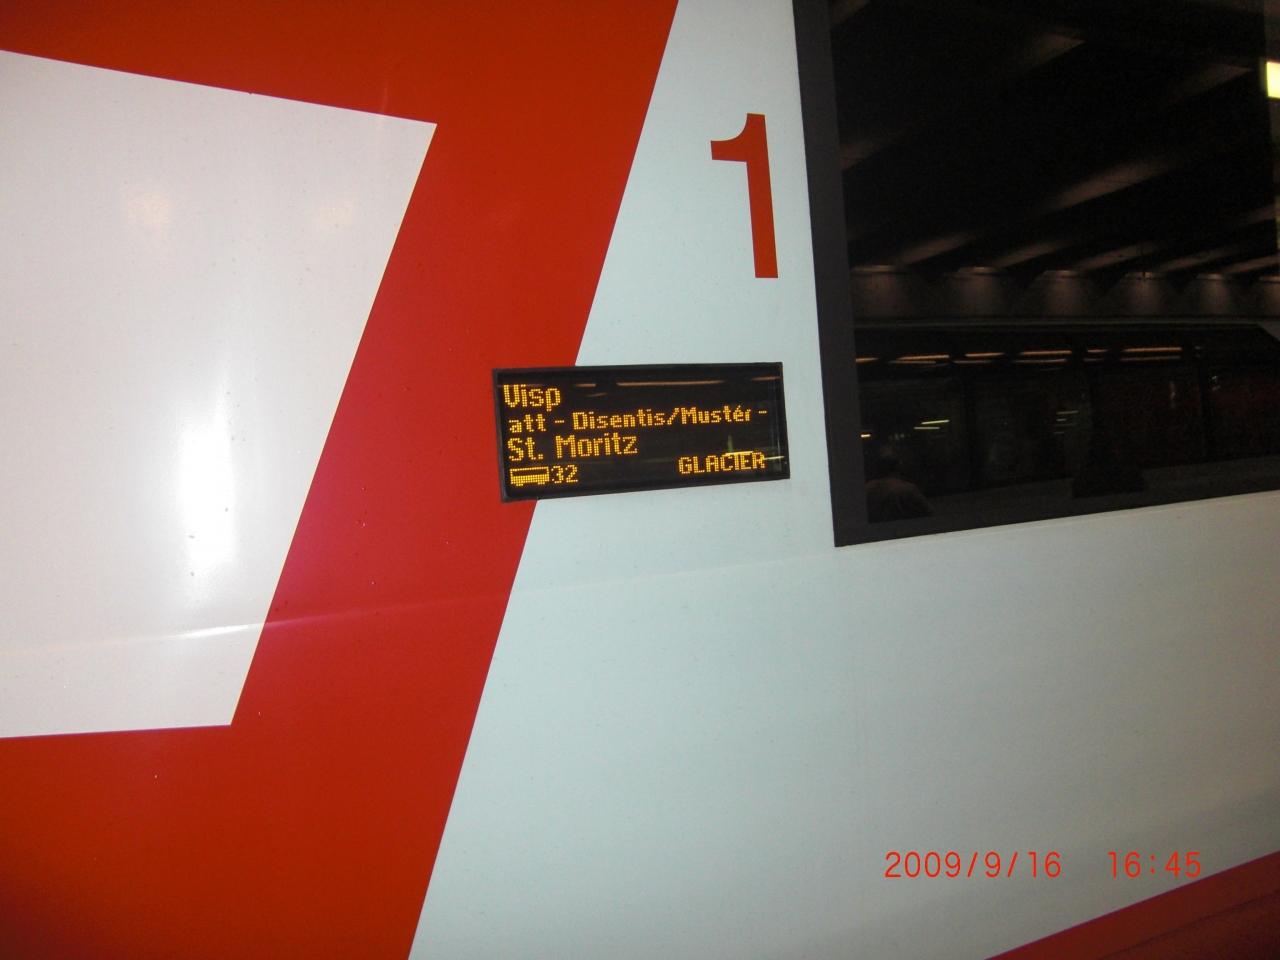 1
Visp
att - Disentis/Mustér -
St. Moritz
32 GLACIER
2009/9/16 16:45